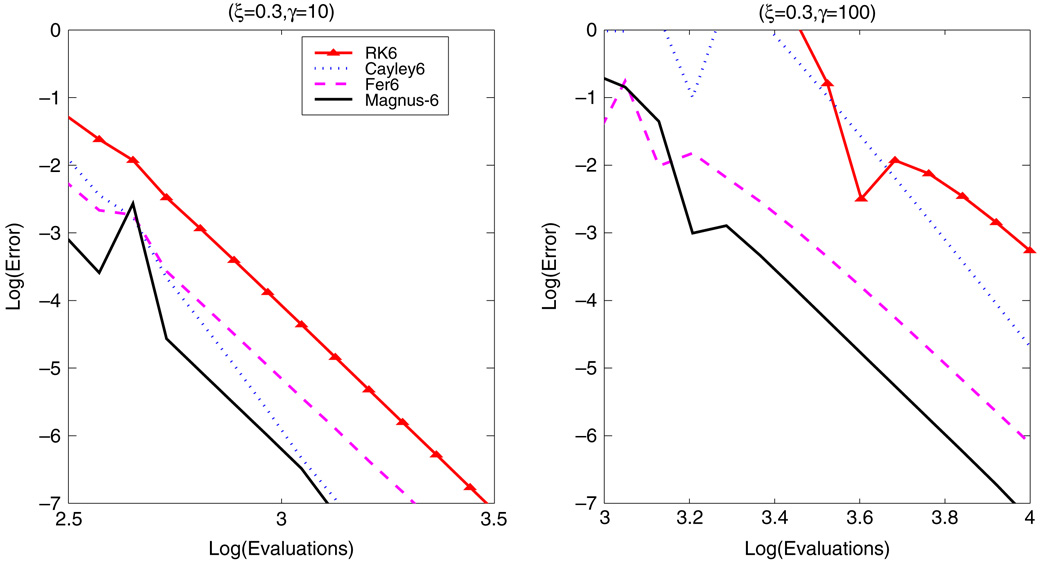 (ξ=0.3,γ=10)
0
−1
−2
−3
−4
−5
−6
−7
Log(Error)
2.5
3
3.5
Log(Evaluations)
RK6
Cayley6
Fer6
Magnus-6
(ξ=0.3,γ=100)
0
−1
−2
−3
−4
−5
−6
−7
Log(Error)
3
3.2
3.4
3.6
3.8
4
Log(Evaluations)